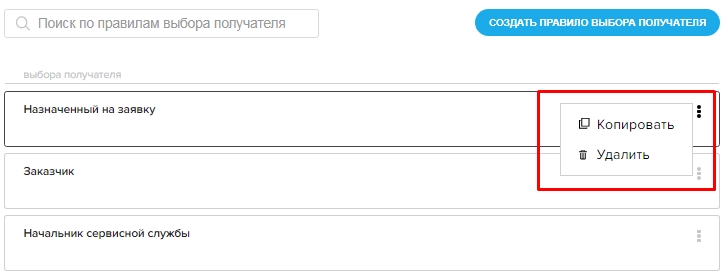 Поиск по правилам выбора получателя
СОЗДАТЬ ПРАВИЛО ВЫБОРА ПОЛУЧАТЕЛЯ
выбора получателя
Назначенный на заявку
Копировать
Удалить
Заказчик
Начальник сервисной службы